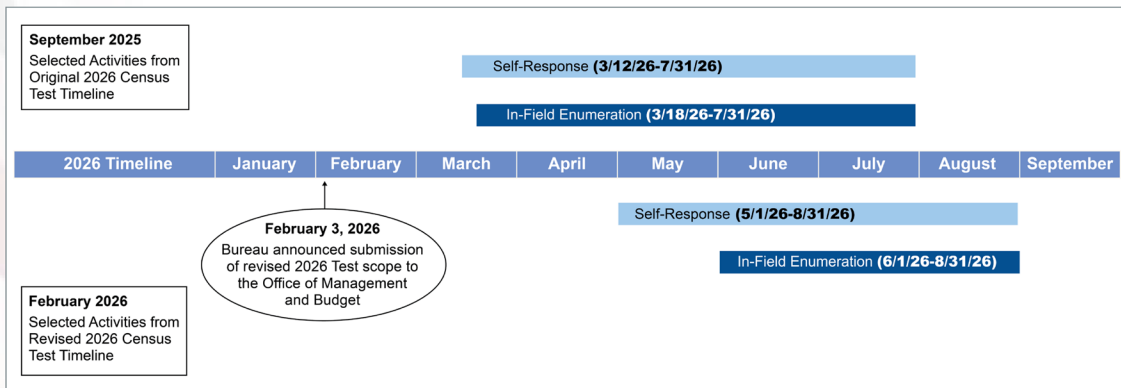 September 2025
Selected Activities from
Original 2026 Census
Test Timeline
Self-Response (3/12/26-7/31/26)
In-Field Enumeration (3/18/26-7/31/26)
2026 Timeline January February March April May June July August September
Self-Response (5/1/26-8/31/26)
In-Field Enumeration (6/1/26-8/31/26)
February 3, 2026
Bureau announced submission
of revised 2026 Test scope to
the Office of Management
and Budget
February 2026
Selected Activities from
Revised 2026 Census
Test Timeline